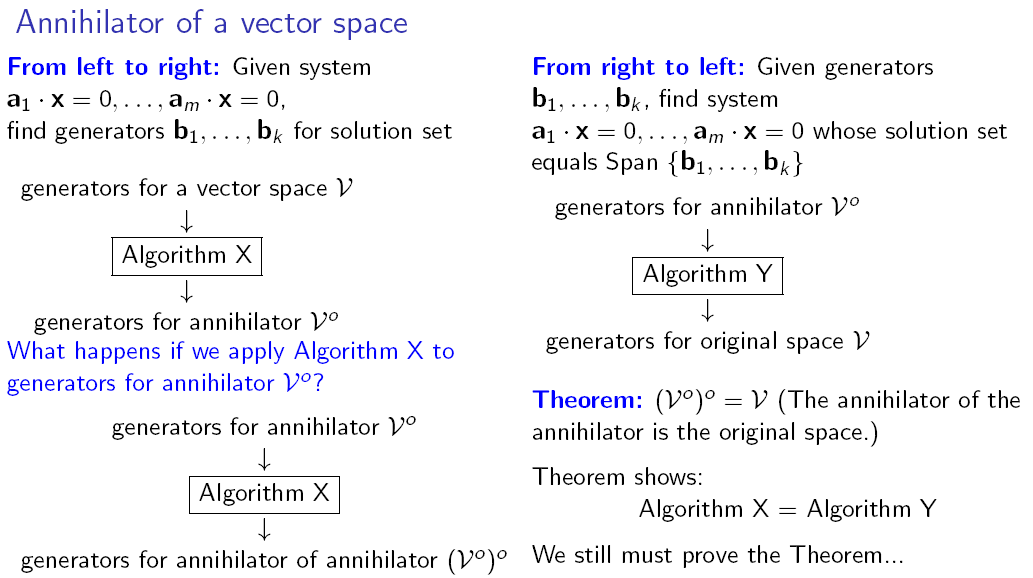 Annihilator of a vector space
From left to right: Given system
a₁ · x = 0, . . . , aₘ · x = 0,
find generators b₁, . . . , bₖ for solution set
generators for a vector space 𝒱
↓
Algorithm X
↓
generators for annihilator 𝒱ᵒ
What happens if we apply Algorithm X to
generators for annihilator 𝒱ᵒ?
generators for annihilator 𝒱ᵒ
↓
Algorithm X
↓
generators for annihilator of annihilator (𝒱ᵒ)ᵒ
From right to left: Given generators
b₁, . . . , bₖ, find system
a₁ · x = 0, . . . , aₘ · x = 0 whose solution set
equals Span {b₁, . . . , bₖ}
generators for annihilator 𝒱ᵒ
↓
Algorithm Y
↓
generators for original space 𝒱
Theorem: (𝒱ᵒ)ᵒ = 𝒱 (The annihilator of the
annihilator is the original space.)
Theorem shows:
Algorithm X = Algorithm Y
We still must prove the Theorem...